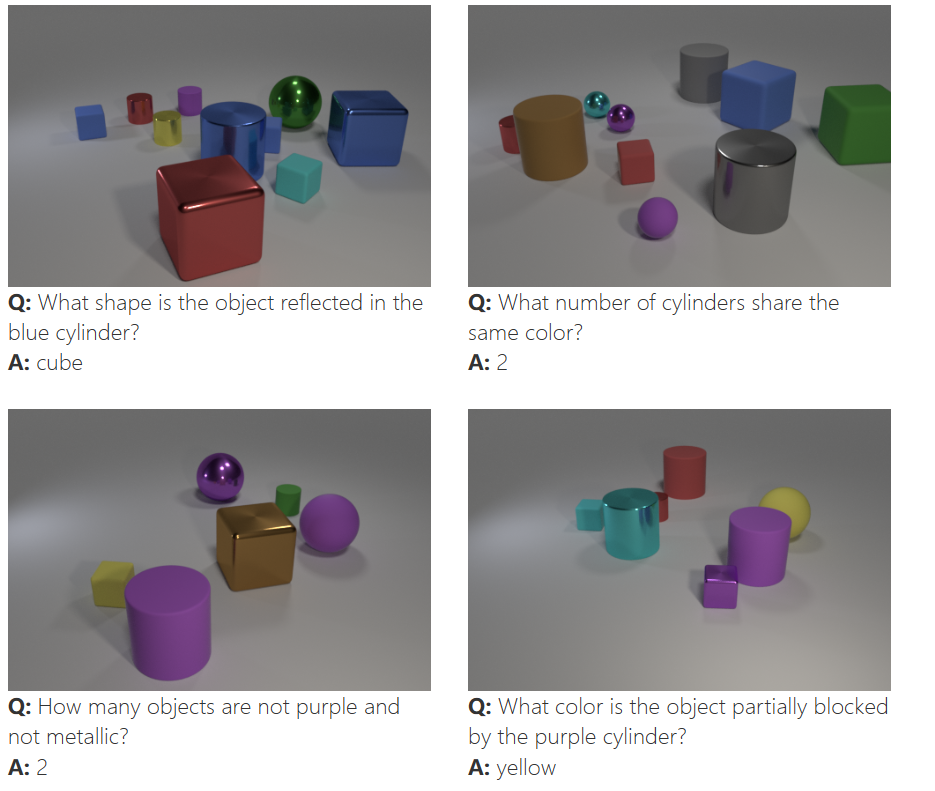 Q: What shape is the object reflected in the
blue cylinder?
A: cube
Q: What number of cylinders share the
same color?
A: 2
Q: How many objects are not purple and
not metallic?
A: 2
Q: What color is the object partially blocked
by the purple cylinder?
A: yellow